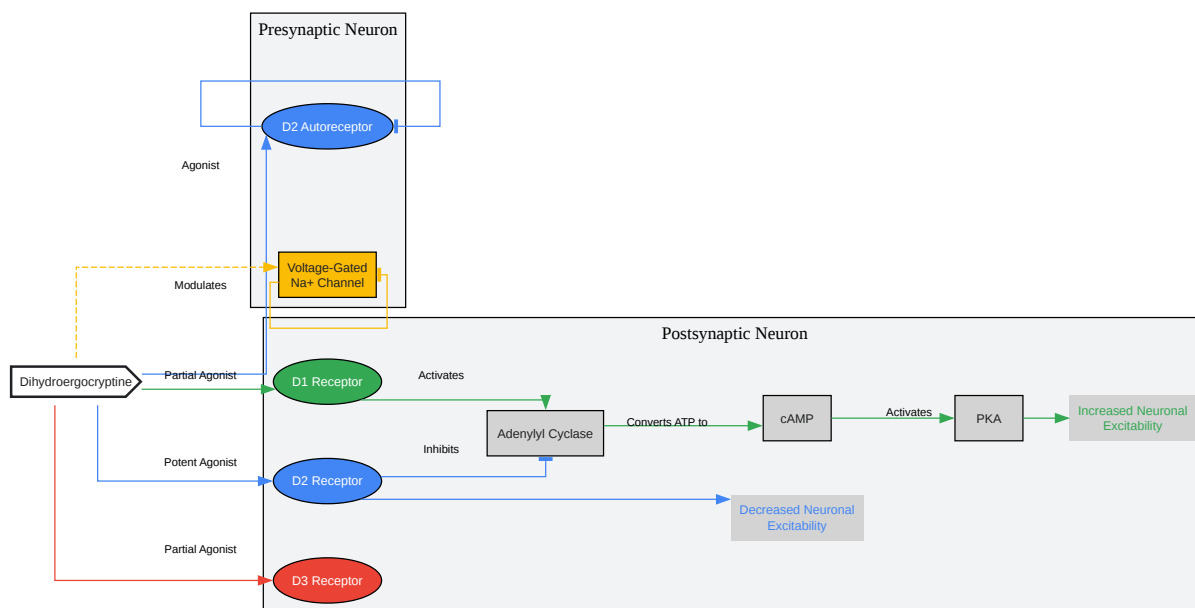 Presynaptic Neuron
D2 Autoreceptor
Agonist
Voltage-Gated
Na+ Channel
Modulates
Postsynaptic Neuron
Dihydroergocryptine
Partial Agonist
D1 Receptor
Activates
Adenylyl Cyclase
Converts ATP to
cAMP
Activates
PKA
Increased Neuronal
Excitability
Inhibits
Potent Agonist
D2 Receptor
Decreased Neuronal
Excitability
Partial Agonist
D3 Receptor